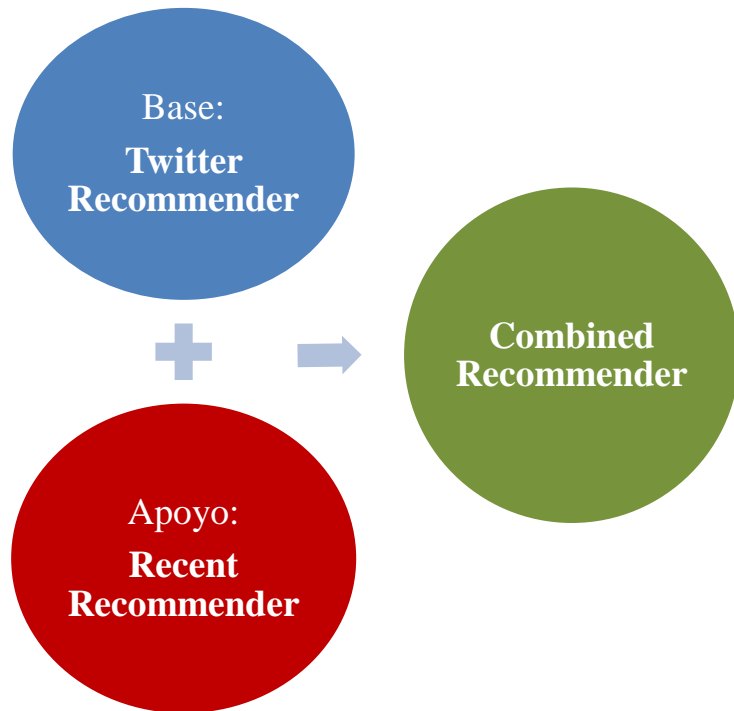 Base:
Twitter
Recommender
Combined
Recommender
Apoyo:
Recent
Recommender